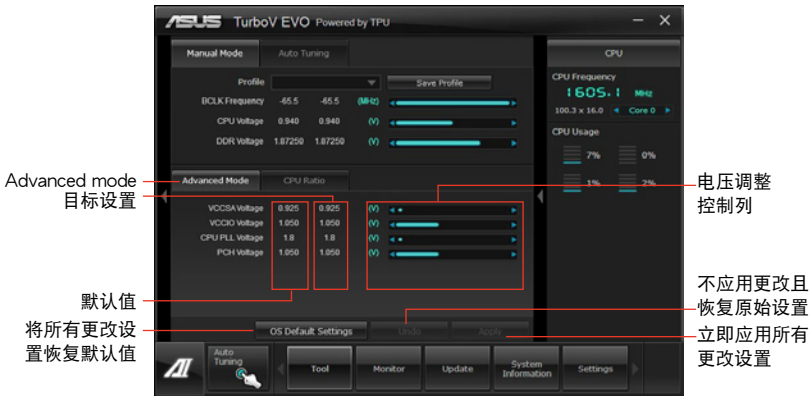 ASUS TurboV EVO Powered by TPU
Manual Mode Auto Tuning
Profile Save Profile
BCLK Frequency -65.5 -65.5 (MHz)
CPU Voltage 0.940 0.940 (V)
DDR Voltage 1.87250 1.87250 (V)
CPU
CPU Frequency
1605.1 MHz
100.3 x 16.0 Core 0
CPU Usage
7% 0%
1% 2%
Advanced Mode CPU Ratio
VCCSA Voltage 0.925 0.925 (V)
VCCIO Voltage 1.050 1.050 (V)
CPU PLL Voltage 1.8 1.8 (V)
PCH Voltage 1.050 1.050 (V)
OS Default Settings Undo Apply
Auto
Tuning
Tool Monitor Update System
Information Settings
Advanced mode
目标设置
默认值
将所有更改设
置恢复默认值
电压调整
控制列
不应用更改且
恢复原始设置
立即应用所有
更改设置